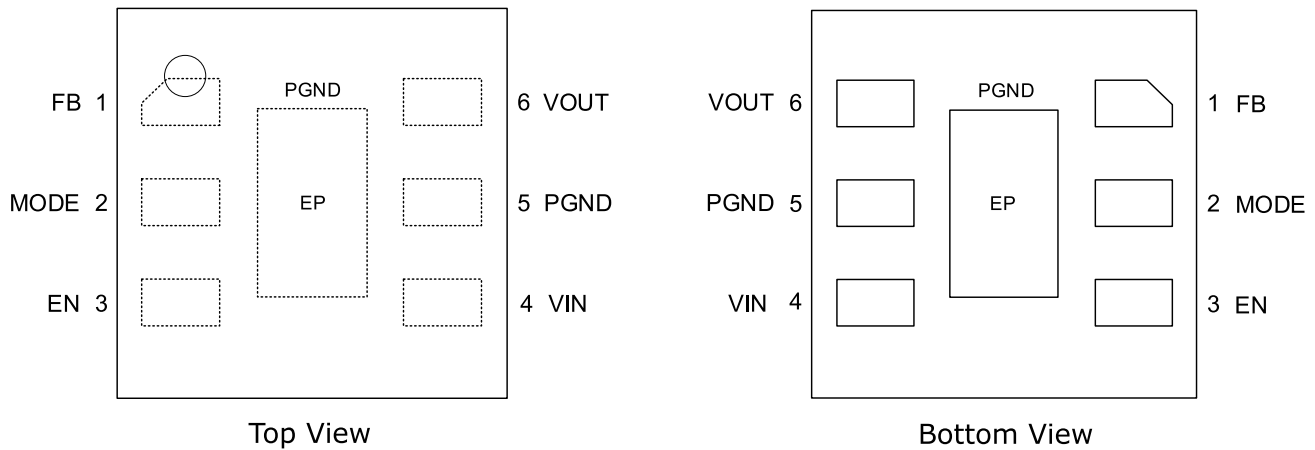 PGND
FB 1
6 VOUT
MODE 2
EP
5 PGND
EN 3
4 VIN
Top View
PGND
VOUT 6
1 FB
PGND 5
EP
2 MODE
VIN 4
3 EN
Bottom View